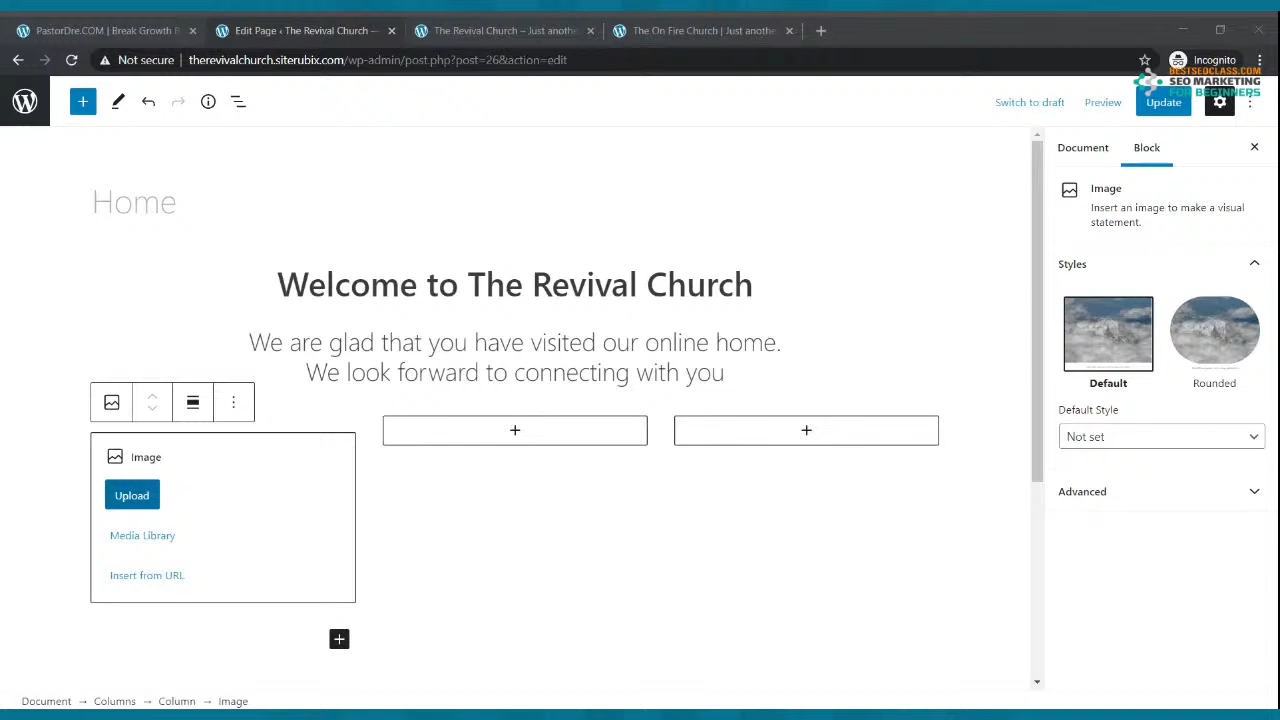 PastorDre.COM | Break Growth B
Edit Page ‹ The Revival Church —
The Revival Church – Just anothe
The On Fire Church | Just anothe
Not secure | therevivalchurch.siterubix.com/wp-admin/post.php?post=26&action=edit
Incognito
BESTSEOCLASS.COM
SEO MARKETING
FOR BEGINNERS
Switch to draft
Preview
Update
Document
Block
Home
Image
Insert an image to make a visual
statement.
Welcome to The Revival Church
Styles
We are glad that you have visited our online home.
We look forward to connecting with you
Default
Rounded
Default Style
Not set
Image
Upload
Advanced
Media Library
Insert from URL
Document → Columns → Column → Image